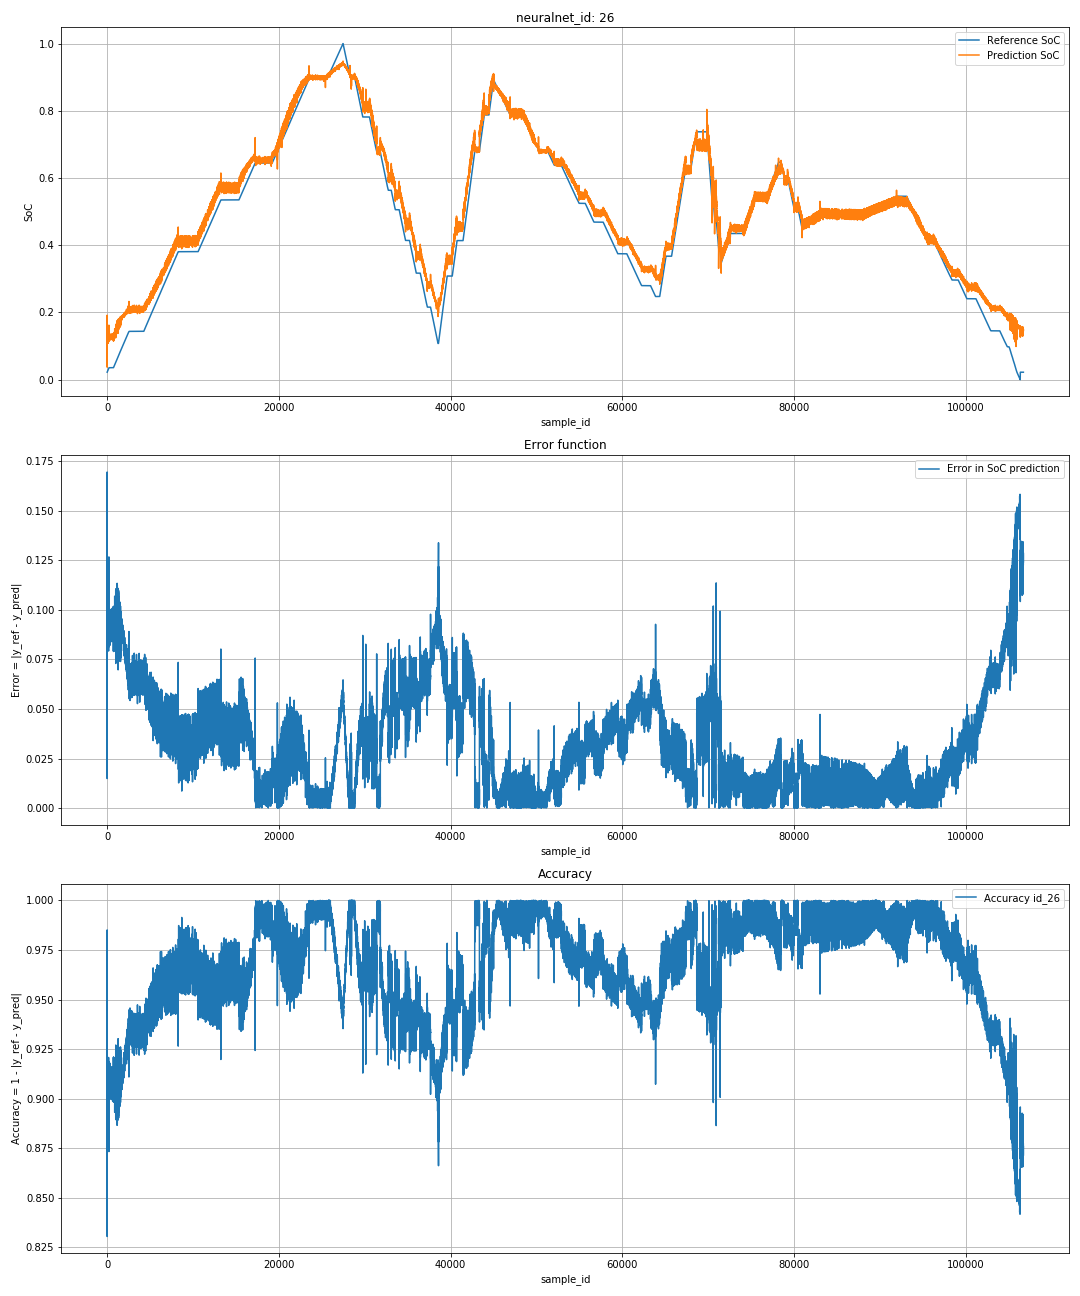 neuralnet_id: 26
Reference SoC
Prediction SoC
SoC
1.0
0.8
0.6
0.4
0.2
0.0
0 20000 40000 60000 80000 100000
sample_id
Error function
Error in SoC prediction
Error = |y_ref - y_pred|
0.175
0.150
0.125
0.100
0.075
0.050
0.025
0.000
0 20000 40000 60000 80000 100000
sample_id
Accuracy
Accuracy id_26
Accuracy = 1 - |y_ref - y_pred|
1.000
0.975
0.950
0.925
0.900
0.875
0.850
0.825
0 20000 40000 60000 80000 100000
sample_id